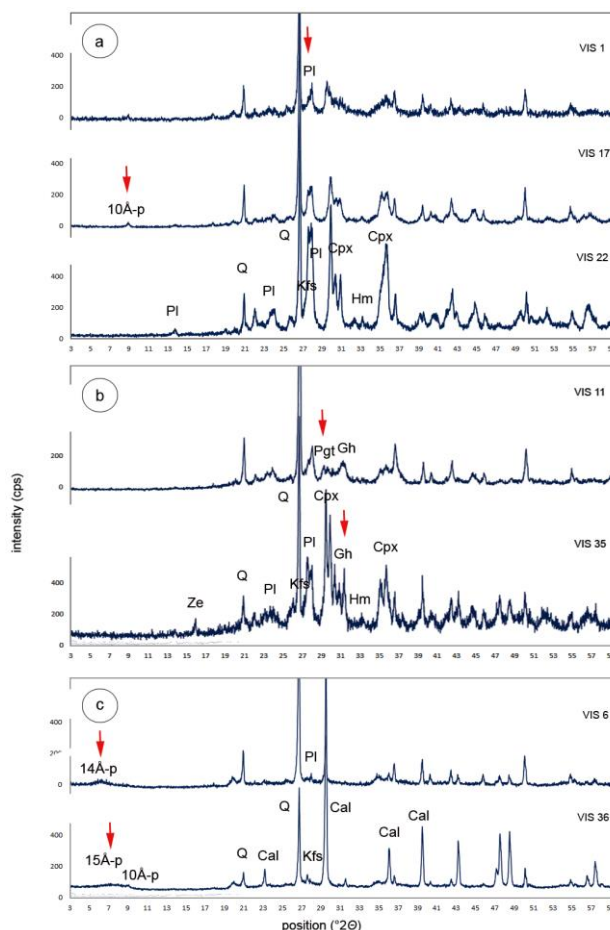 a
VIS 1
400
Pl
200
0
VIS 17
400
10Å-p
200
0
VIS 22
400
Q
Cpx
Cpx
Pl
Q
Pl
Kfs
Hm
200
Pl
0
3 5 7 9 11 13 15 17 19 21 23 25 27 29 31 33 35 37 39 41 43 45 47 49 51 53 55 57
b
VIS 11
200
Pgt
Gh
0
Q
Cpx
VIS 35
400
Pl
Gh
Cpx
Q
Pl
Kfs
Hm
200
Ze
0
3 5 7 9 11 13 15 17 19 21 23 25 27 29 31 33 35 37 39 41 43 45 47 49 51 53 55 57
c
VIS 6
400
14Å-p
Pl
0
Q
Cal
VIS 36
400
Cal
Cal
15Å-p
10Å-p
Q
Cal
Kfs
200
0
3 5 7 9 11 13 15 17 19 21 23 25 27 29 31 33 35 37 39 41 43 45 47 49 51 53 55 57
intensity (cps)
position (°2Θ)